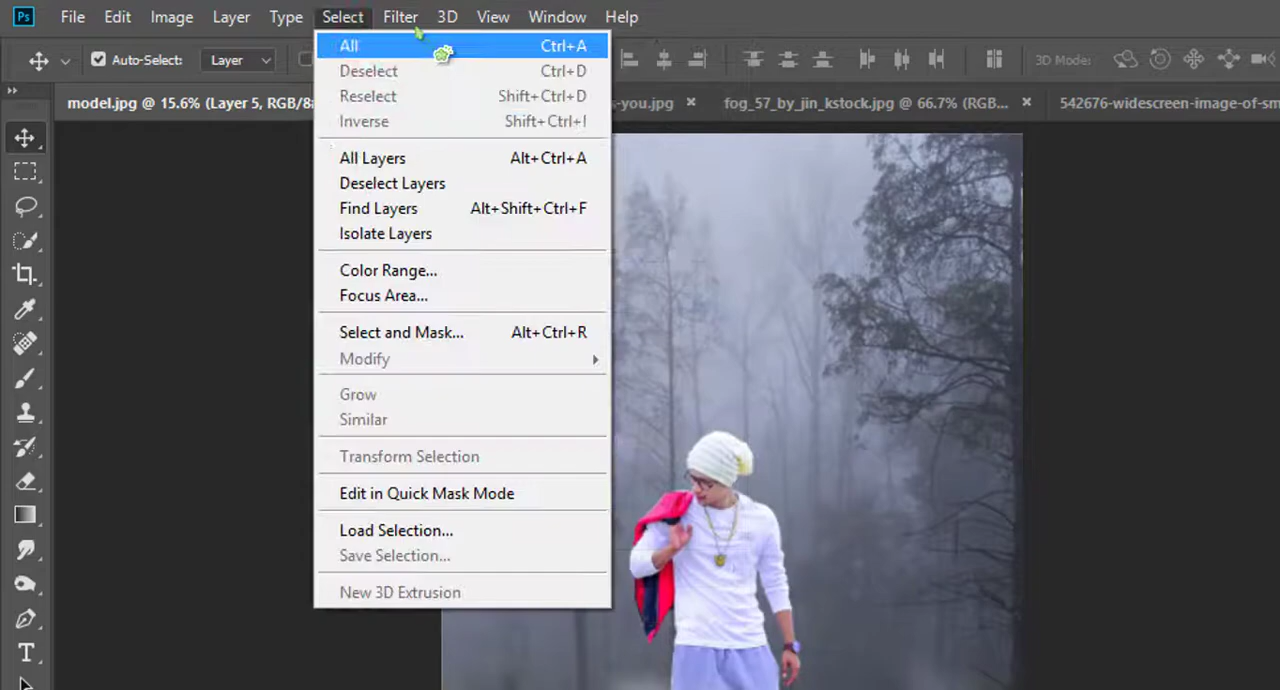 Ps File Edit Image Layer Type Select Filter 3D View Window Help
Auto-Select: Layer 3D Mode:
model.jpg @ 15.6% (Layer 5, RGB/8 k-you.jpg × fog_57_by_jin_kstock.jpg @ 66.7% (RGB... × 542676-widescreen-image-of-sm
All Ctrl+A
Deselect Ctrl+D
Reselect Shift+Ctrl+D
Inverse Shift+Ctrl+I
All Layers Alt+Ctrl+A
Deselect Layers
Find Layers Alt+Shift+Ctrl+F
Isolate Layers
Color Range...
Focus Area...
Select and Mask... Alt+Ctrl+R
Modify
Grow
Similar
Transform Selection
Edit in Quick Mask Mode
Load Selection...
Save Selection...
New 3D Extrusion